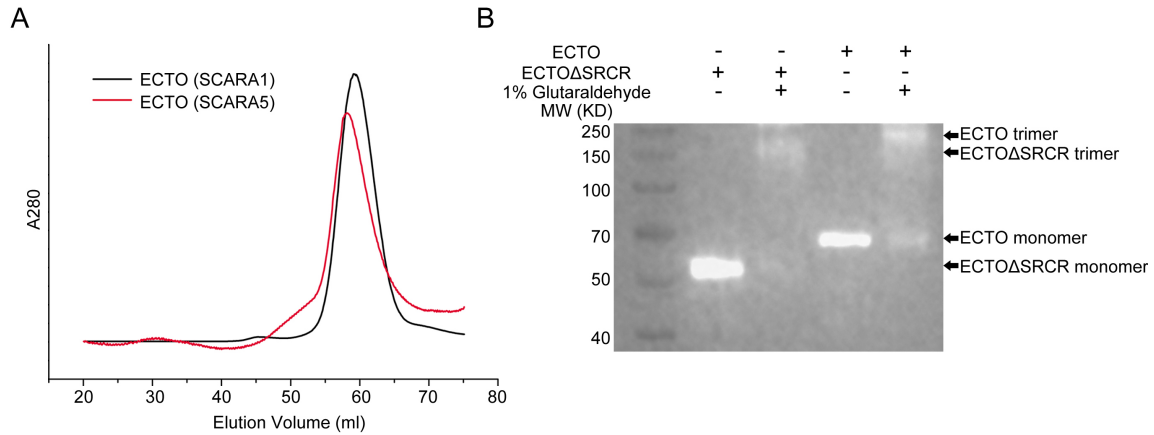 A
ECTO (SCARA1)
ECTO (SCARA5)
A280
20 30 40 50 60 70 80
Elution Volume (ml)
B
ECTO - - + +
ECTOΔSRCR + + - -
1% Glutaraldehyde - + - +
MW (KD)
250
150
100
70
50
40
ECTO trimer
ECTOΔSRCR trimer
ECTO monomer
ECTOΔSRCR monomer